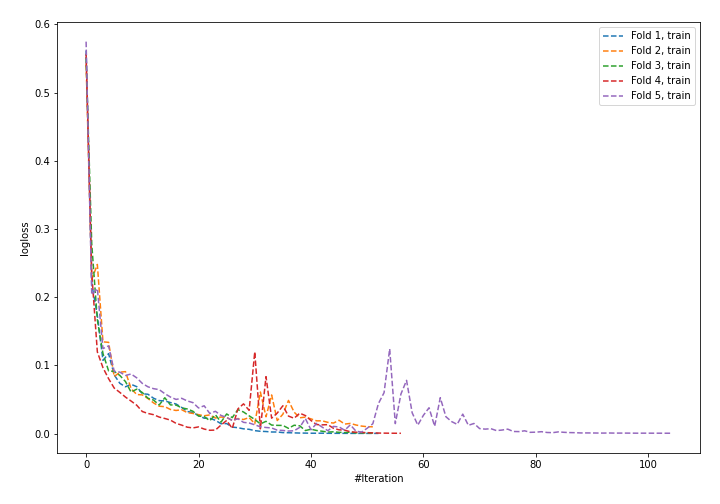 0.6
0.5
0.4
0.3
0.2
0.1
0.0
logloss
0 20 40 60 80 100
#Iteration
Fold 1, train
Fold 2, train
Fold 3, train
Fold 4, train
Fold 5, train